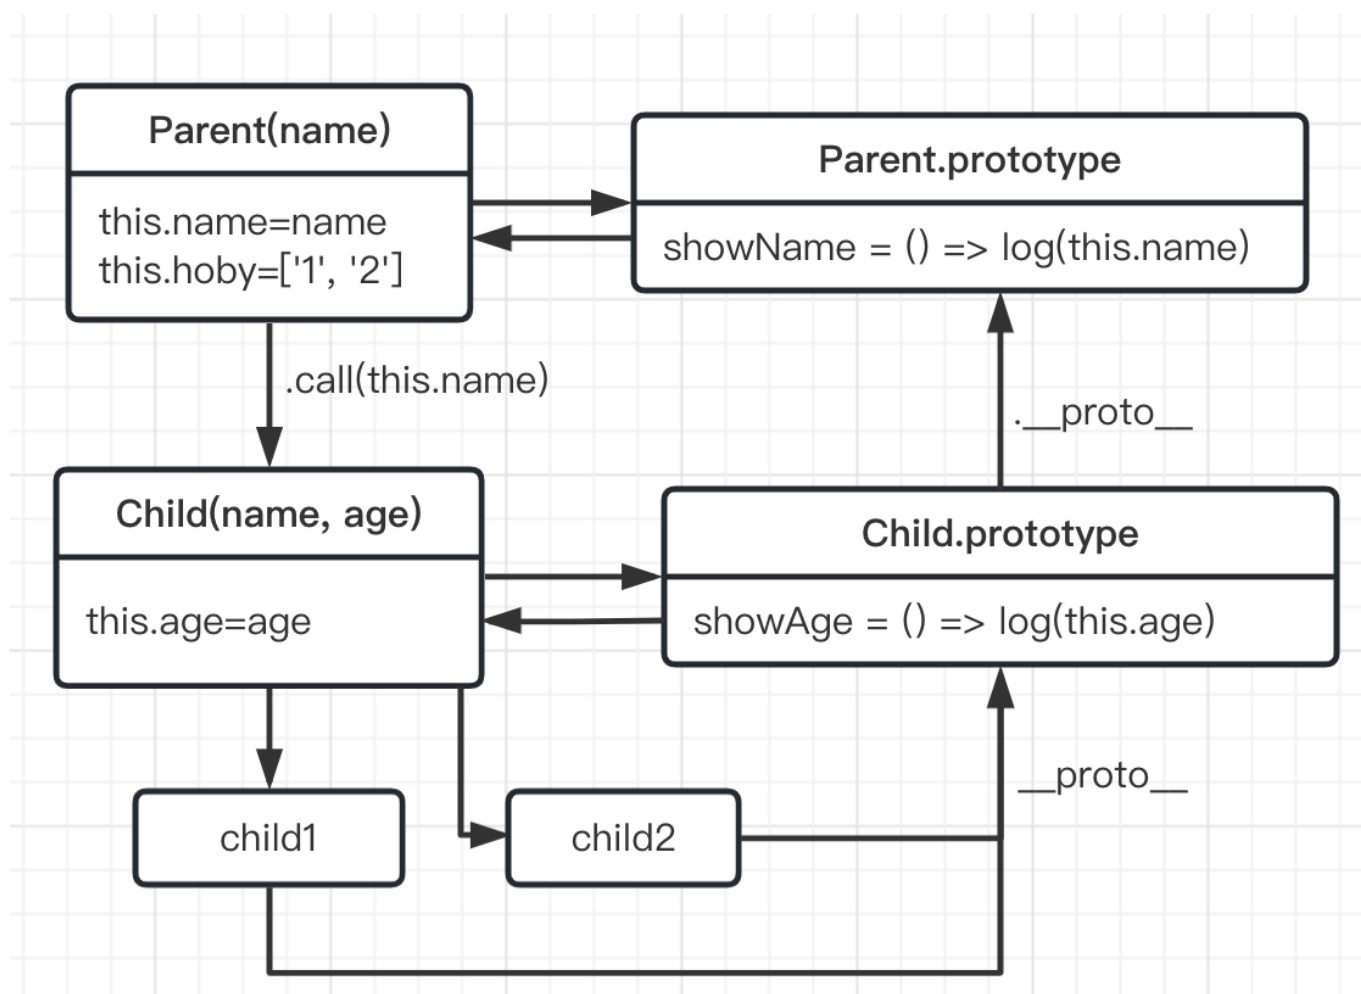 Parent(name)
this.name=name
this.hoby=['1', '2']
Parent.prototype
showName = () => log(this.name)
.call(this.name)
.__proto__
Child(name, age)
this.age=age
Child.prototype
showAge = () => log(this.age)
child1
child2
__proto__